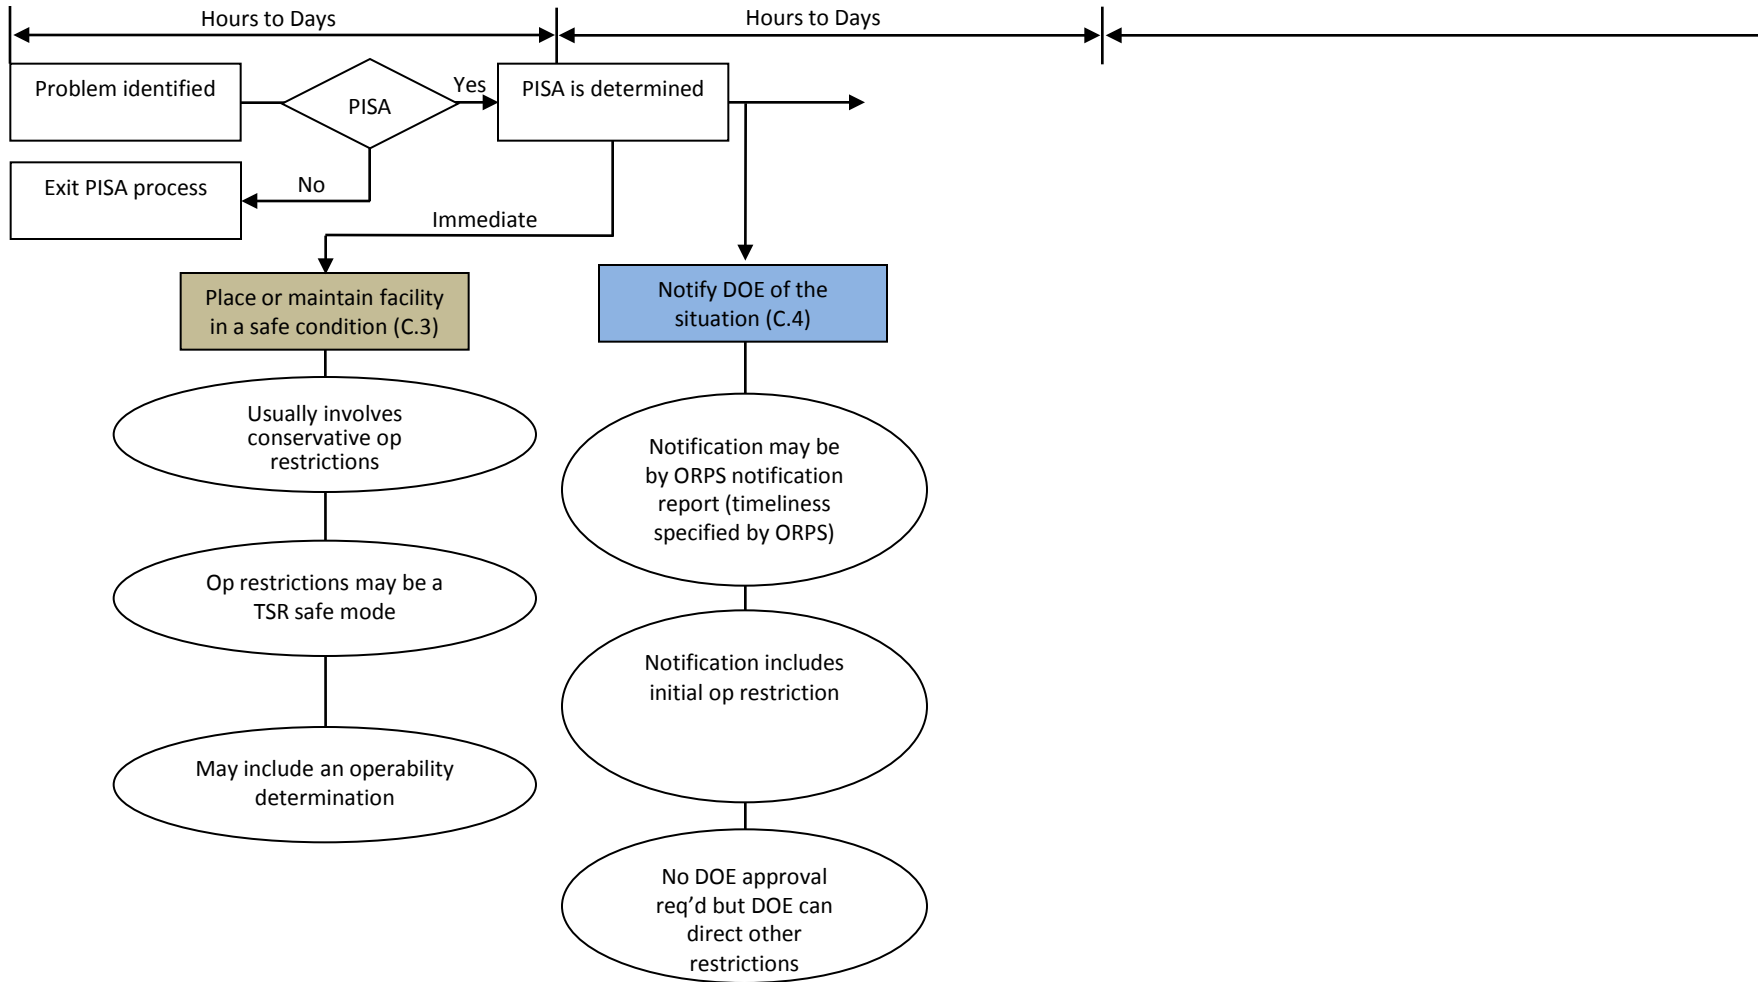 Hours to Days
Hours to Days
Problem identified
PISA
Yes
PISA is determined
Exit PISA process
No
Immediate
Place or maintain facility
in a safe condition (C.3)
Notify DOE of the
situation (C.4)
Usually involves
conservative op
restrictions
Notification may be
by ORPS notification
report (timeliness
specified by ORPS)
Op restrictions may be a
TSR safe mode
Notification includes
initial op restriction
May include an operability
determination
No DOE approval
req’d but DOE can
direct other
restrictions